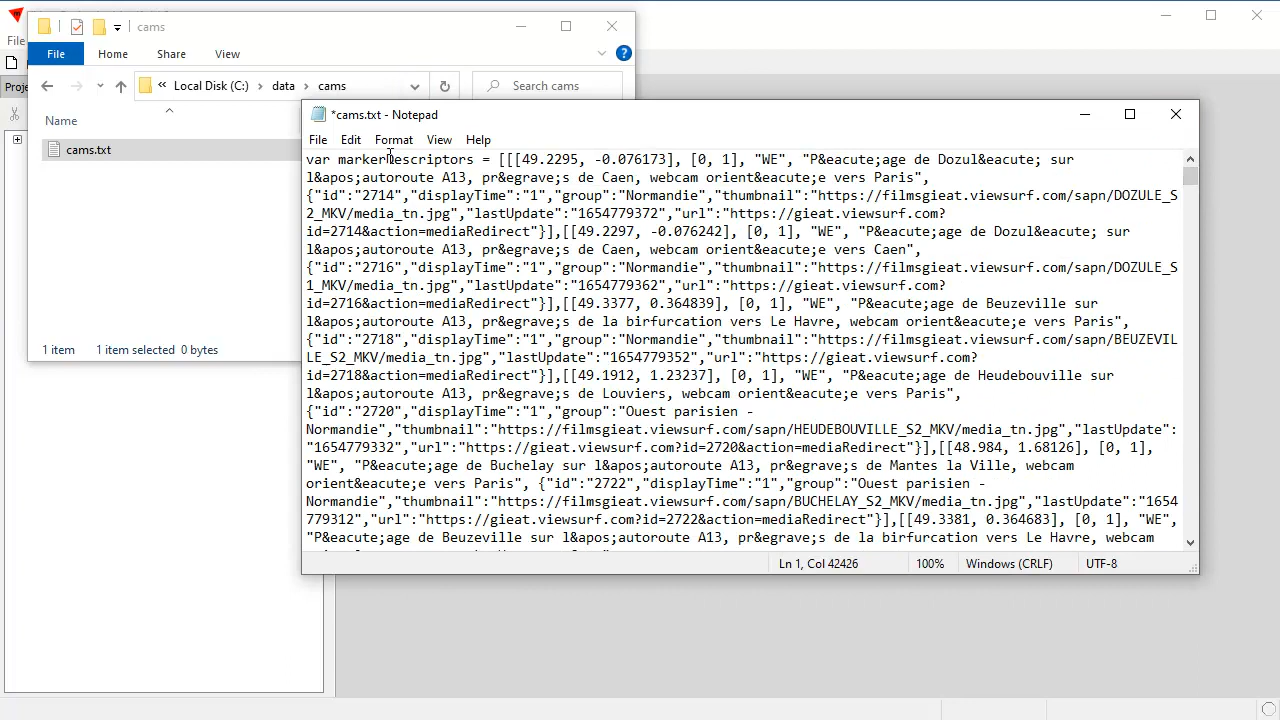 cams
File
File
Home
Share
View
Local Disk (C:)
data
cams
Search cams
Name
cams.txt
1 item
1 item selected 0 bytes
*cams.txt - Notepad
File
Edit
Format
View
Help
var markerDescriptors = [[[49.2295, -0.076173], [0, 1], "WE", "P&eacute;age de Dozul&eacute; sur
l&apos;autoroute A13, pr&egrave;s de Caen, webcam orient&eacute;e vers Paris",
{"id":"2714","displayTime":"1","group":"Normandie","thumbnail":"https://filmsgieat.viewsurf.com/sapn/DOZULE_S
2_MKV/media_tn.jpg","lastUpdate":"1654779372","url":"https://gieat.viewsurf.com?
id=2714&action=mediaRedirect"}],[[49.2297, -0.076242], [0, 1], "WE", "P&eacute;age de Dozul&eacute; sur
l&apos;autoroute A13, pr&egrave;s de Caen, webcam orient&eacute;e vers Caen",
{"id":"2716","displayTime":"1","group":"Normandie","thumbnail":"https://filmsgieat.viewsurf.com/sapn/DOZULE_S
1_MKV/media_tn.jpg","lastUpdate":"1654779362","url":"https://gieat.viewsurf.com?
id=2716&action=mediaRedirect"}],[[49.3377, 0.364839], [0, 1], "WE", "P&eacute;age de Beuzeville sur
l&apos;autoroute A13, pr&egrave;s de la birfurcation vers Le Havre, webcam orient&eacute;e vers Paris",
{"id":"2718","displayTime":"1","group":"Normandie","thumbnail":"https://filmsgieat.viewsurf.com/sapn/BEUZEVIL
LE_S2_MKV/media_tn.jpg","lastUpdate":"1654779352","url":"https://gieat.viewsurf.com?
id=2718&action=mediaRedirect"}],[[49.1912, 1.23237], [0, 1], "WE", "P&eacute;age de Heudebouville sur
l&apos;autoroute A13, pr&egrave;s de Louviers, webcam orient&eacute;e vers Paris",
{"id":"2720","displayTime":"1","group":"Ouest parisien -
Normandie","thumbnail":"https://filmsgieat.viewsurf.com/sapn/HEUDEBOUVILLE_S2_MKV/media_tn.jpg","lastUpdate":
"1654779332","url":"https://gieat.viewsurf.com?id=2720&action=mediaRedirect"}],[[48.984, 1.68126], [0, 1],
"WE", "P&eacute;age de Buchelay sur l&apos;autoroute A13, pr&egrave;s de Mantes la Ville, webcam
orient&eacute;e vers Paris", {"id":"2722","displayTime":"1","group":"Ouest parisien -
Normandie","thumbnail":"https://filmsgieat.viewsurf.com/sapn/BUCHELAY_S2_MKV/media_tn.jpg","lastUpdate":"1654
779312","url":"https://gieat.viewsurf.com?id=2722&action=mediaRedirect"}],[[49.3381, 0.364683], [0, 1], "WE",
"P&eacute;age de Beuzeville sur l&apos;autoroute A13, pr&egrave;s de la birfurcation vers Le Havre, webcam
Ln 1, Col 42426
100%
Windows (CRLF)
UTF-8